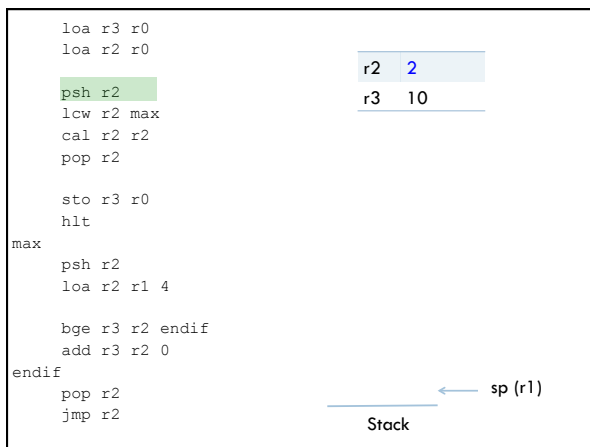 loa r3 r0
loa r2 r0
psh r2
lcw r2 max
cal r2 r2
pop r2
sto r3 r0
hlt
max
psh r2
loa r2 r1 4
bge r3 r2 endif
add r3 r2 0
endif
pop r2
jmp r2
r2 2
r3 10
sp (r1)
Stack